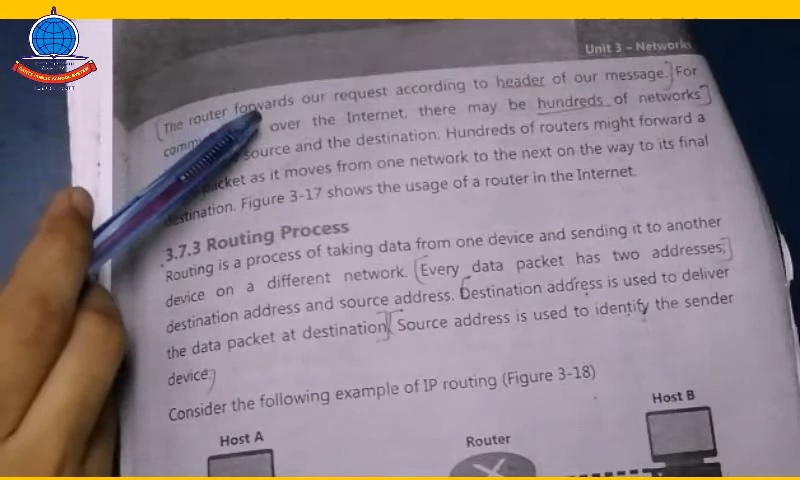 Unit 3 – Networks
The router forwards our request according to header of our message. For
over the Internet, there may be hundreds of networks
source and the destination. Hundreds of routers might forward a
packet as it moves from one network to the next on the way to its final
destination. Figure 3-17 shows the usage of a router in the Internet.
3.7.3 Routing Process
Routing is a process of taking data from one device and sending it to another
device on a different network. Every data packet has two addresses,
destination address and source address. Destination address is used to deliver
the data packet at destination. Source address is used to identify the sender
device.
Consider the following example of IP routing (Figure 3-18)
Host A
Router
Host B